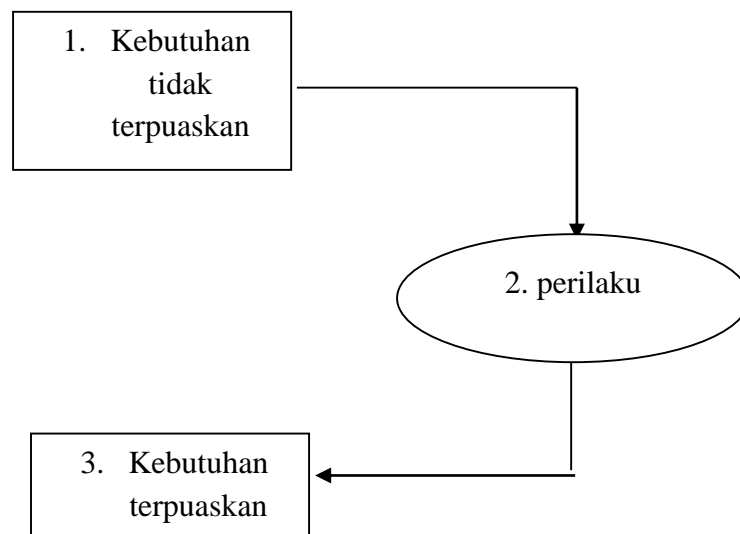 1. Kebutuhan
tidak
terpuaskan
2. perilaku
3. Kebutuhan
terpuaskan